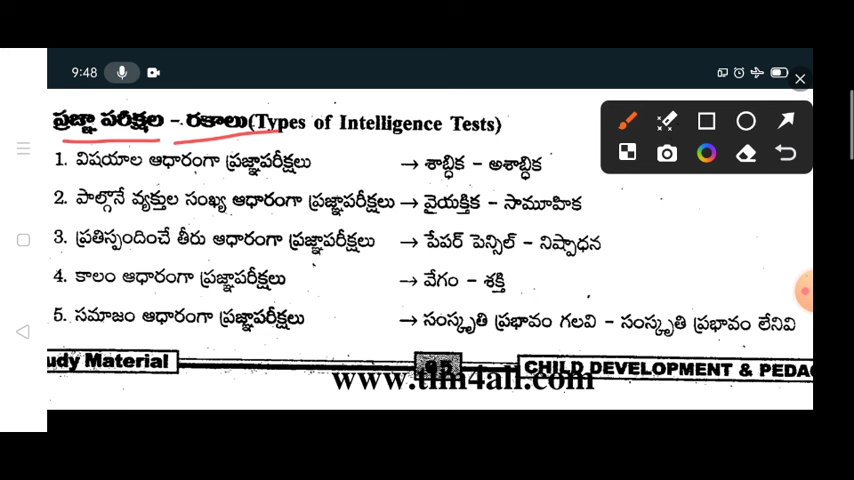 9:48
ప్రజ్ఞా పరీక్షల - రకాలు (Types of Intelligence Tests)
1. విషయాల ఆధారంగా ప్రజ్ఞాపరీక్షలు → శాబ్ధిక - అశాబ్ధిక
2. పాల్గొనే వ్యక్తుల సంఖ్య ఆధారంగా ప్రజ్ఞాపరీక్షలు → వైయక్తిక - సామూహిక
3. ప్రతిస్పందించే తీరు ఆధారంగా ప్రజ్ఞాపరీక్షలు → పేపర్ పెన్సిల్ - నిష్పాధన
4. కాలం ఆధారంగా ప్రజ్ఞాపరీక్షలు → వేగం - శక్తి
5. సమాజం ఆధారంగా ప్రజ్ఞాపరీక్షలు → సంస్కృతి ప్రభావం గలవి - సంస్కృతి ప్రభావం లేనివి
udy Material CHILD DEVELOPMENT & PEDA
www.tlm4all.com